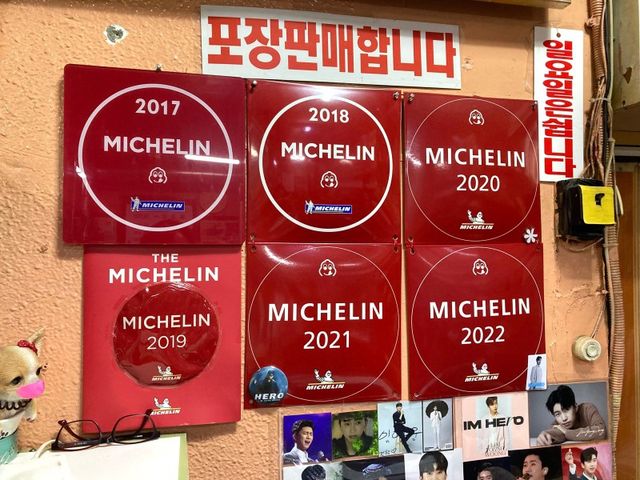 포장판매합니다
일요일은쉽니다
2017
MICHELIN
MICHELIN
2018
MICHELIN
MICHELIN
MICHELIN
2020
MICHELIN
THE
MICHELIN
MICHELIN
2019
MICHELIN
MICHELIN
MICHELIN
2021
MICHELIN
HERO
MICHELIN
2022
MICHELIN
IM HERO